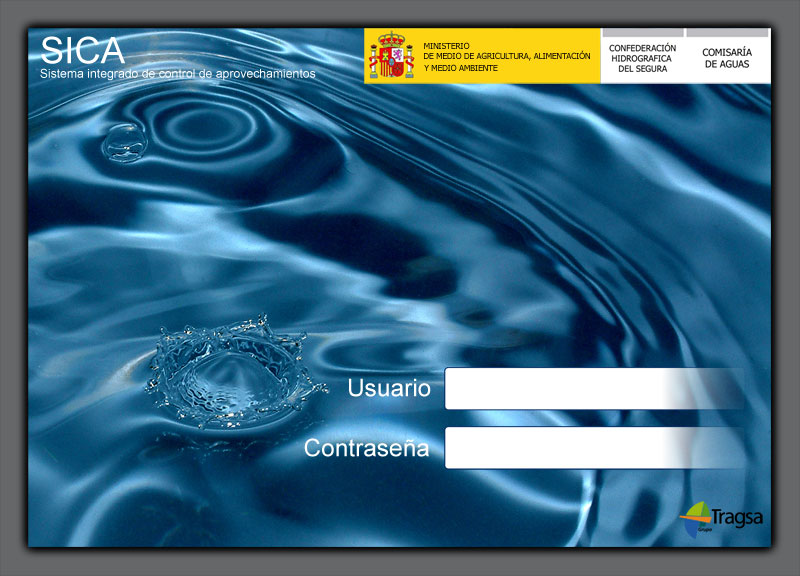 SICA
Sistema integrado de control de aprovechamientos
MINISTERIO
DE MEDIO DE AGRICULTURA, ALIMENTACIÓN
Y MEDIO AMBIENTE
CONFEDERACIÓN
HIDROGRAFICA
DEL SEGURA
COMISARÍA
DE AGUAS
Usuario
Contraseña
Tragsa
Grupo